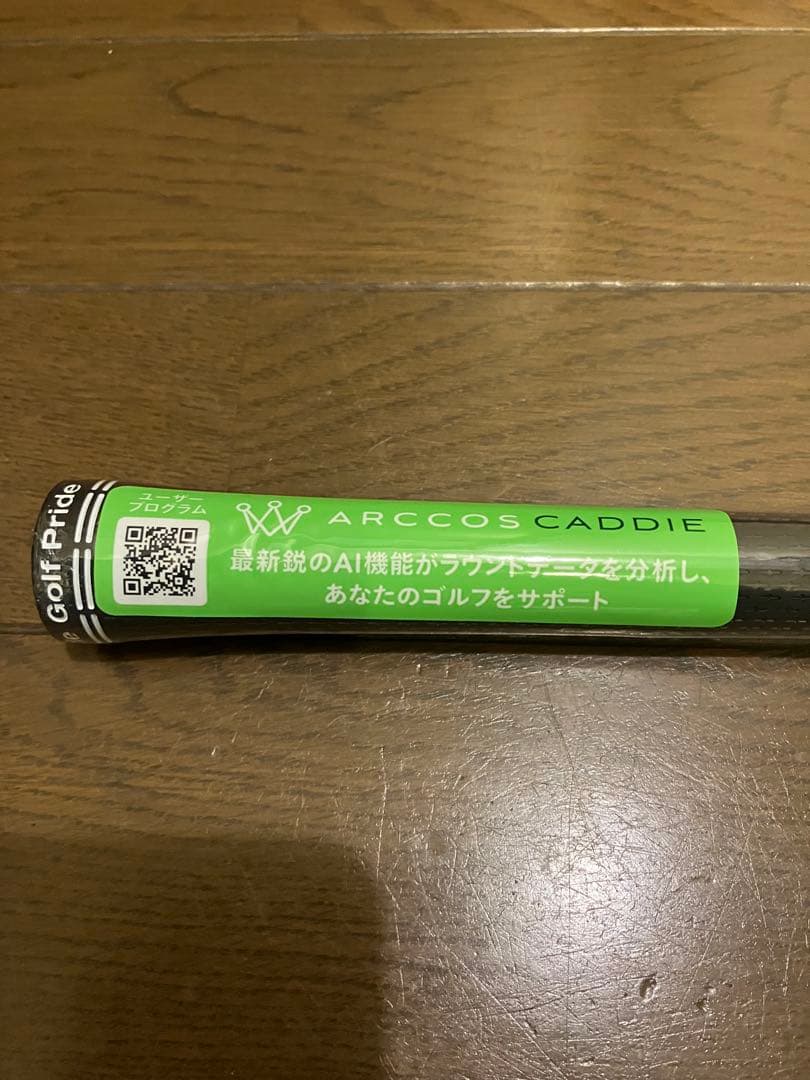 Golf Pride
ユーザー
プログラム
ARCCOS CADDIE
最新鋭のAI機能がラウンドデータを分析し、
あなたのゴルフをサポート